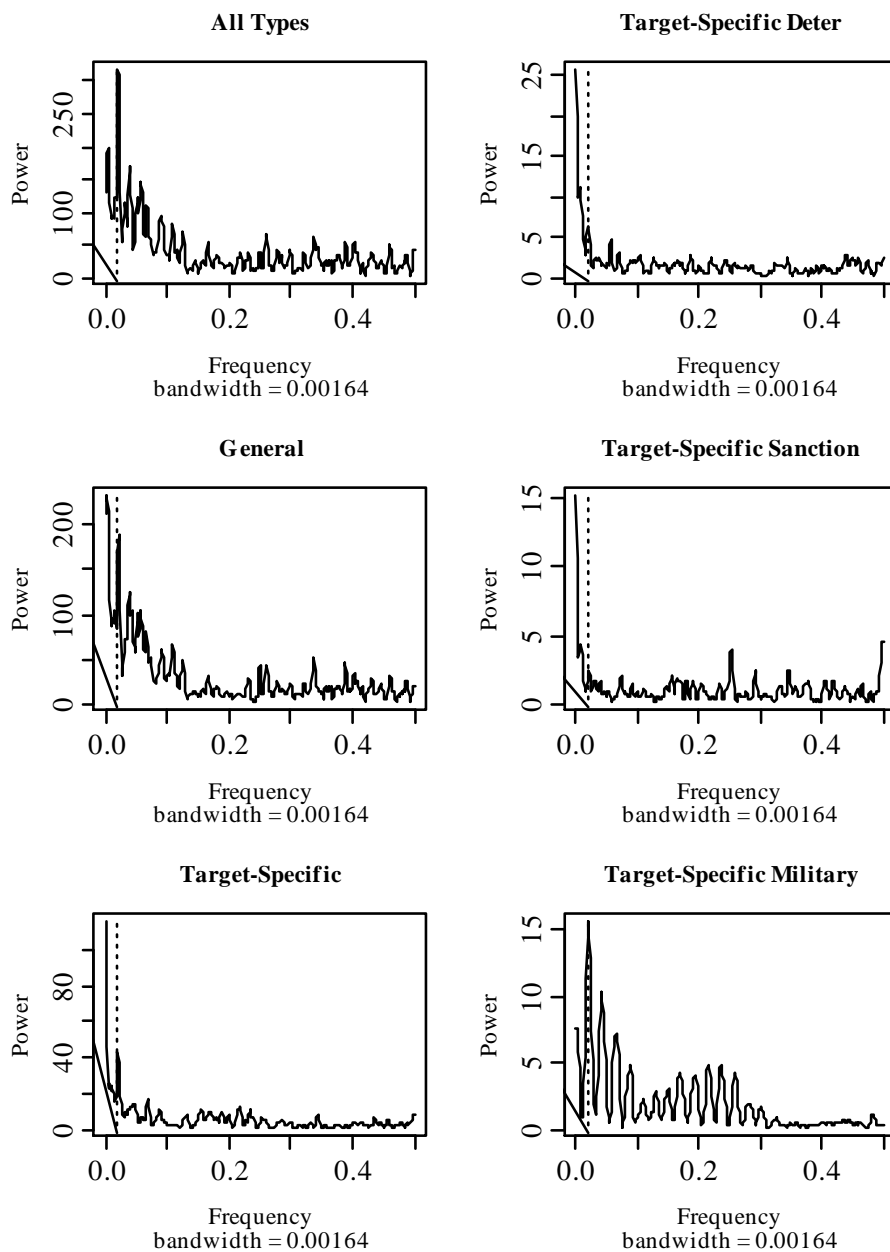 All Types
Power
0
100
250
0.0
0.2
0.4
Frequency
bandwidth = 0.00164
Target-Specific Deter
Power
0
5
15
25
0.0
0.2
0.4
Frequency
bandwidth = 0.00164
General
Power
0
100
200
0.0
0.2
0.4
Frequency
bandwidth = 0.00164
Target-Specific Sanction
Power
0
5
10
15
0.0
0.2
0.4
Frequency
bandwidth = 0.00164
Target-Specific
Power
0
40
80
0.0
0.2
0.4
Frequency
bandwidth = 0.00164
Target-Specific Military
Power
0
5
10
15
0.0
0.2
0.4
Frequency
bandwidth = 0.00164